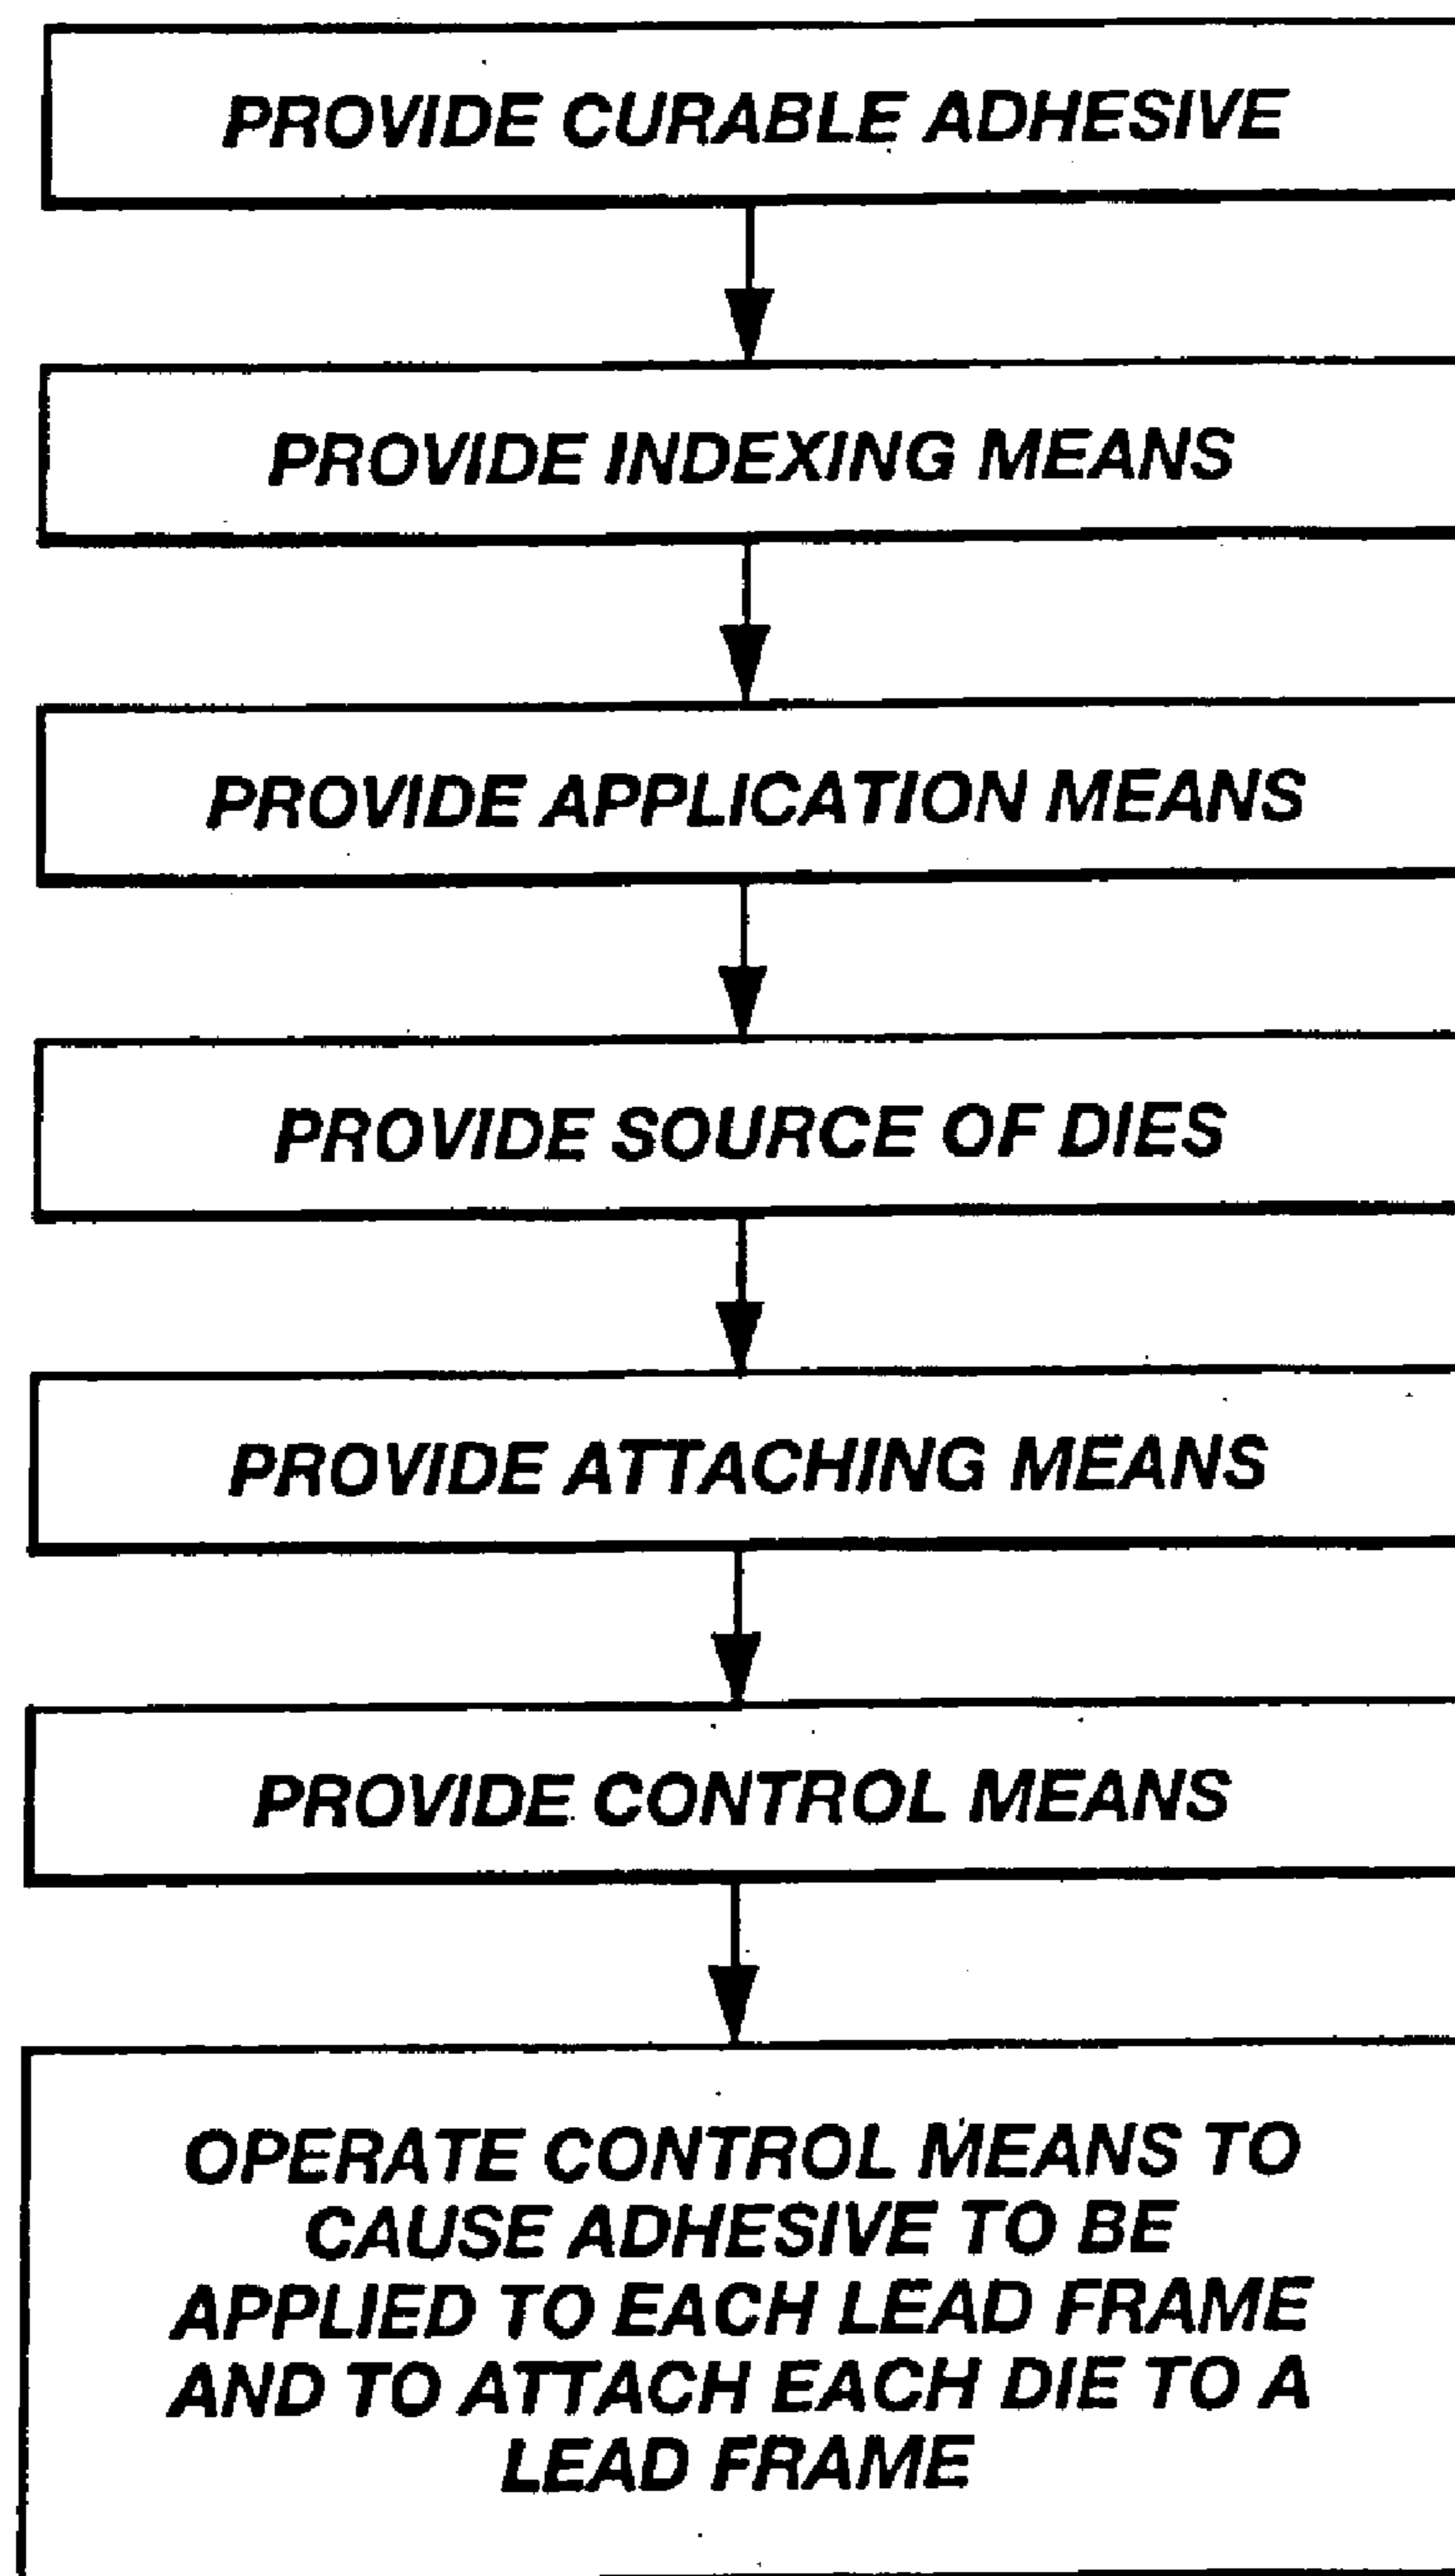 PROVIDE CURABLE ADHESIVE
PROVIDE INDEXING MEANS
PROVIDE APPLICATION MEANS
PROVIDE SOURCE OF DIES
PROVIDE ATTACHING MEANS
PROVIDE CONTROL MEANS
OPERATE CONTROL MEANS TO
CAUSE ADHESIVE TO BE
APPLIED TO EACH LEAD FRAME
AND TO ATTACH EACH DIE TO A
LEAD FRAME